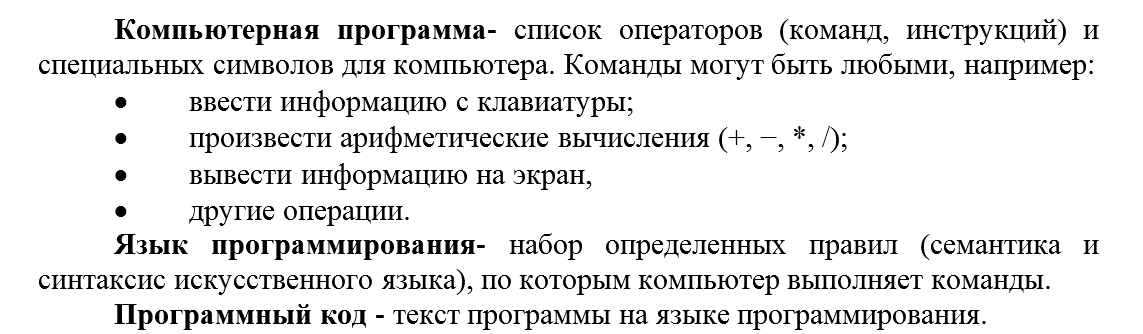 Компьютерная программа- список операторов (команд, инструкций) и
специальных символов для компьютера. Команды могут быть любыми, например:
• ввести информацию с клавиатуры;
• произвести арифметические вычисления (+, −, *, /);
• вывести информацию на экран,
• другие операции.
Язык программирования- набор определенных правил (семантика и
синтаксис искусственного языка), по которым компьютер выполняет команды.
Программный код - текст программы на языке программирования.